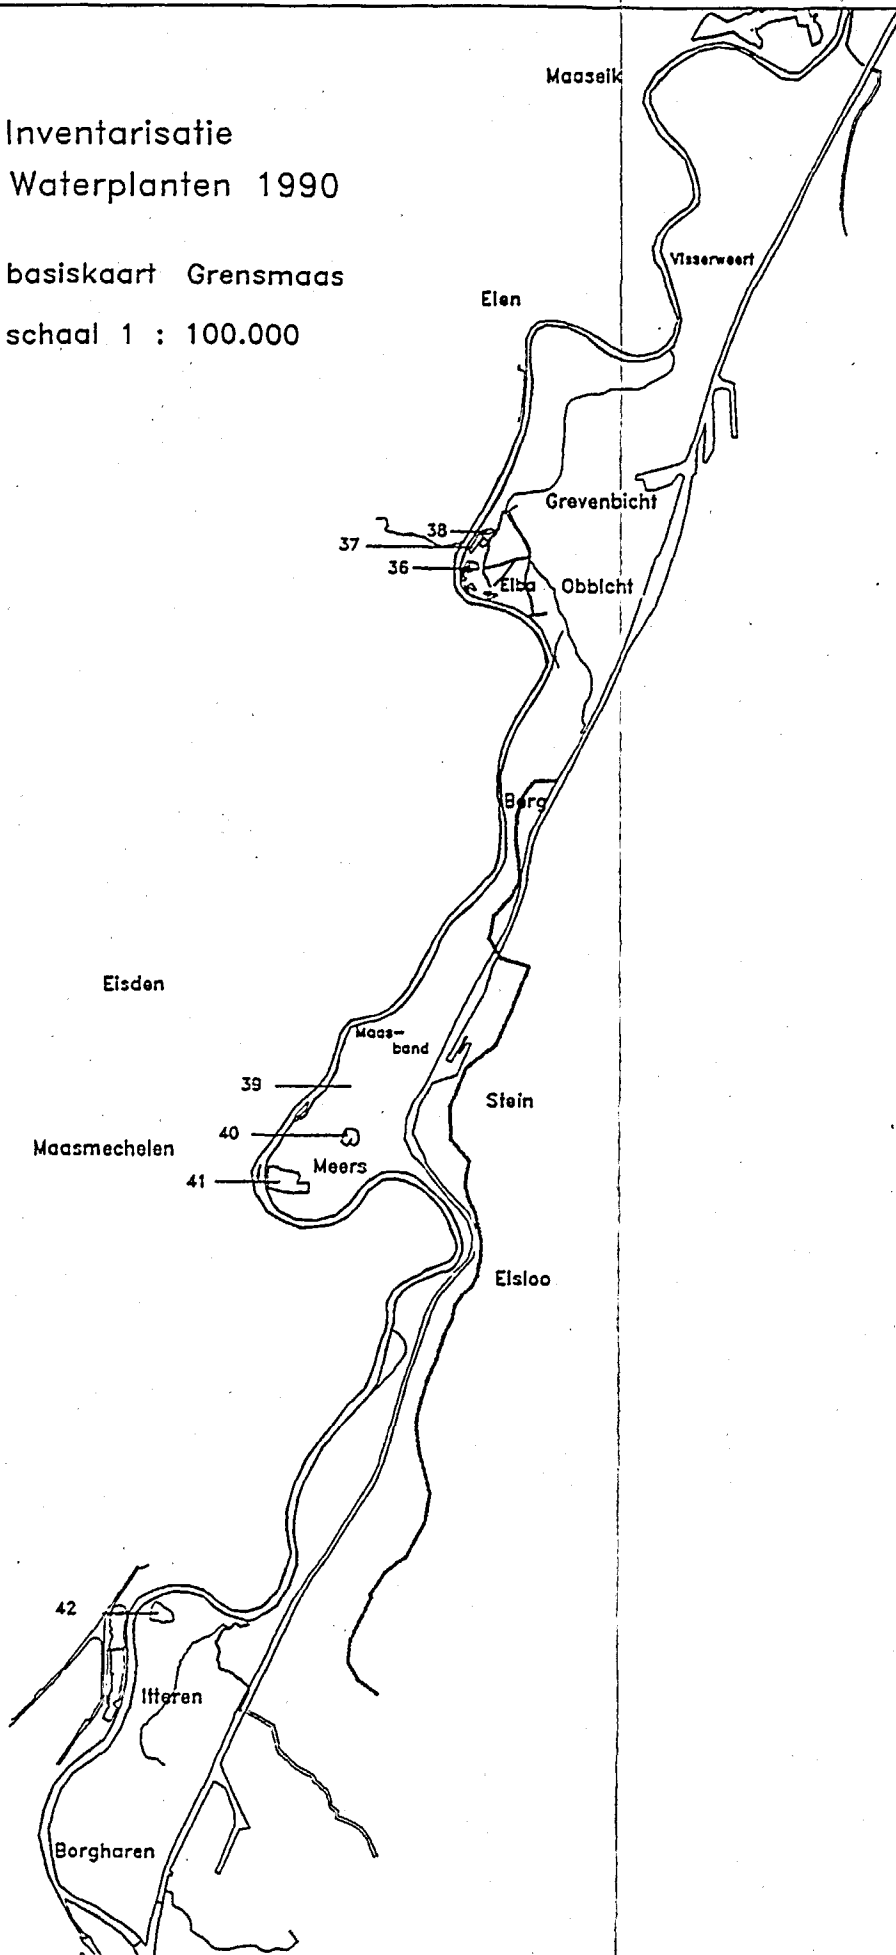 Maaseik
Inventarisatie
Waterplanten 1990
Visserweert
basiskaart Grensmaas
Elen
schaal 1 : 100.000
Grevenbicht
38
37
36
Elba
Obbicht
Berg
Eisden
Maas-
band
39
Stein
40
Maasmechelen
Meers
41
Elsloo
42
Itteren
Borgharen